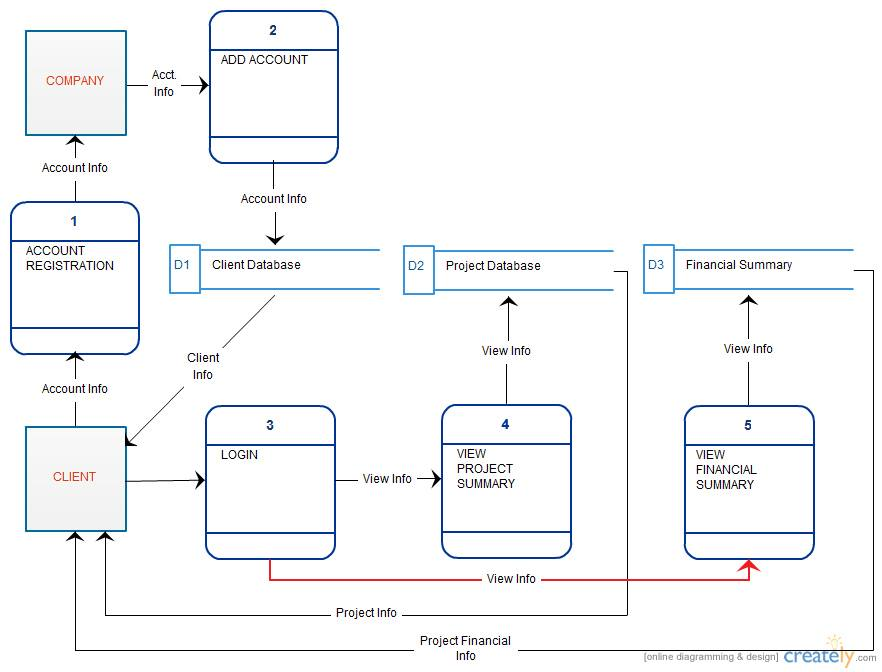 2
ADD ACCOUNT
COMPANY
Acct.
Info
Account Info
Account Info
1
ACCOUNT
REGISTRATION
D1
Client Database
D2
Project Database
D3
Financial Summary
Client
Info
View Info
View Info
Account Info
CLIENT
3
LOGIN
View Info
4
VIEW
PROJECT
SUMMARY
5
VIEW
FINANCIAL
SUMMARY
View Info
Project Info
Project Financial
Info
[online diagramming & design] creately.com